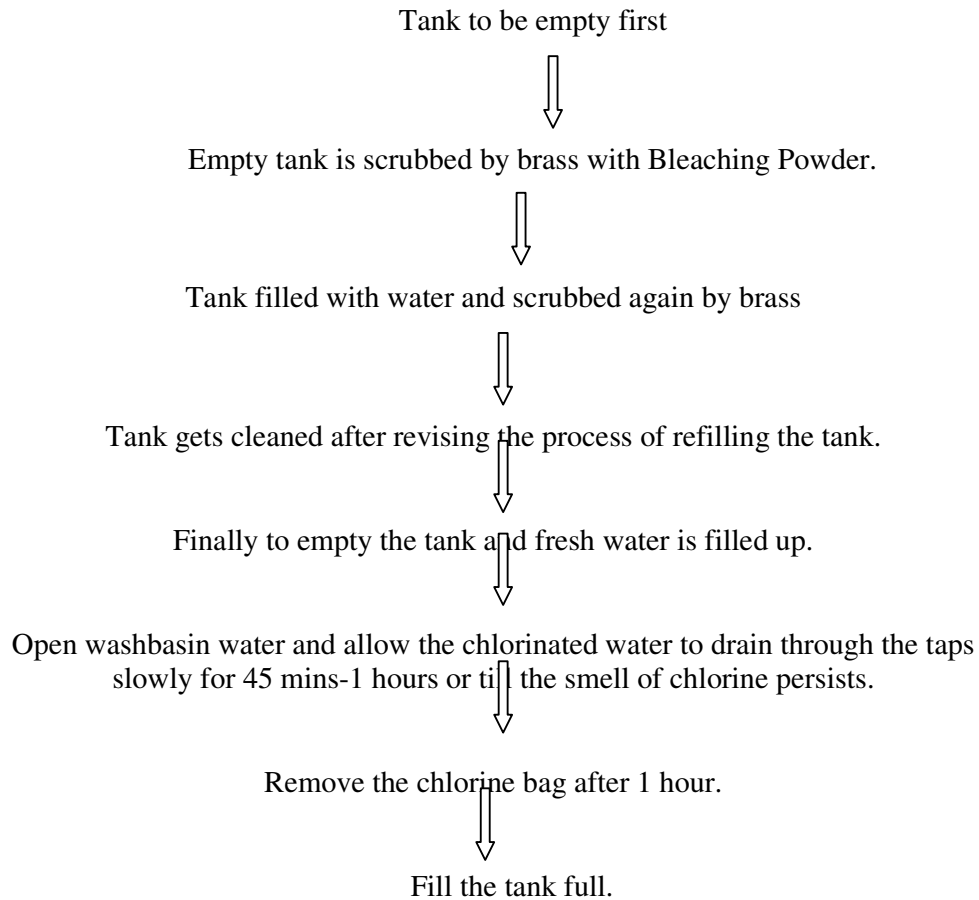 Tank to be empty first
Empty tank is scrubbed by brass with Bleaching Powder.
Tank filled with water and scrubbed again by brass
Tank gets cleaned after revising the process of refilling the tank.
Finally to empty the tank and fresh water is filled up.
Open washbasin water and allow the chlorinated water to drain through the taps
slowly for 45 mins-1 hours or till the smell of chlorine persists.
Remove the chlorine bag after 1 hour.
Fill the tank full.